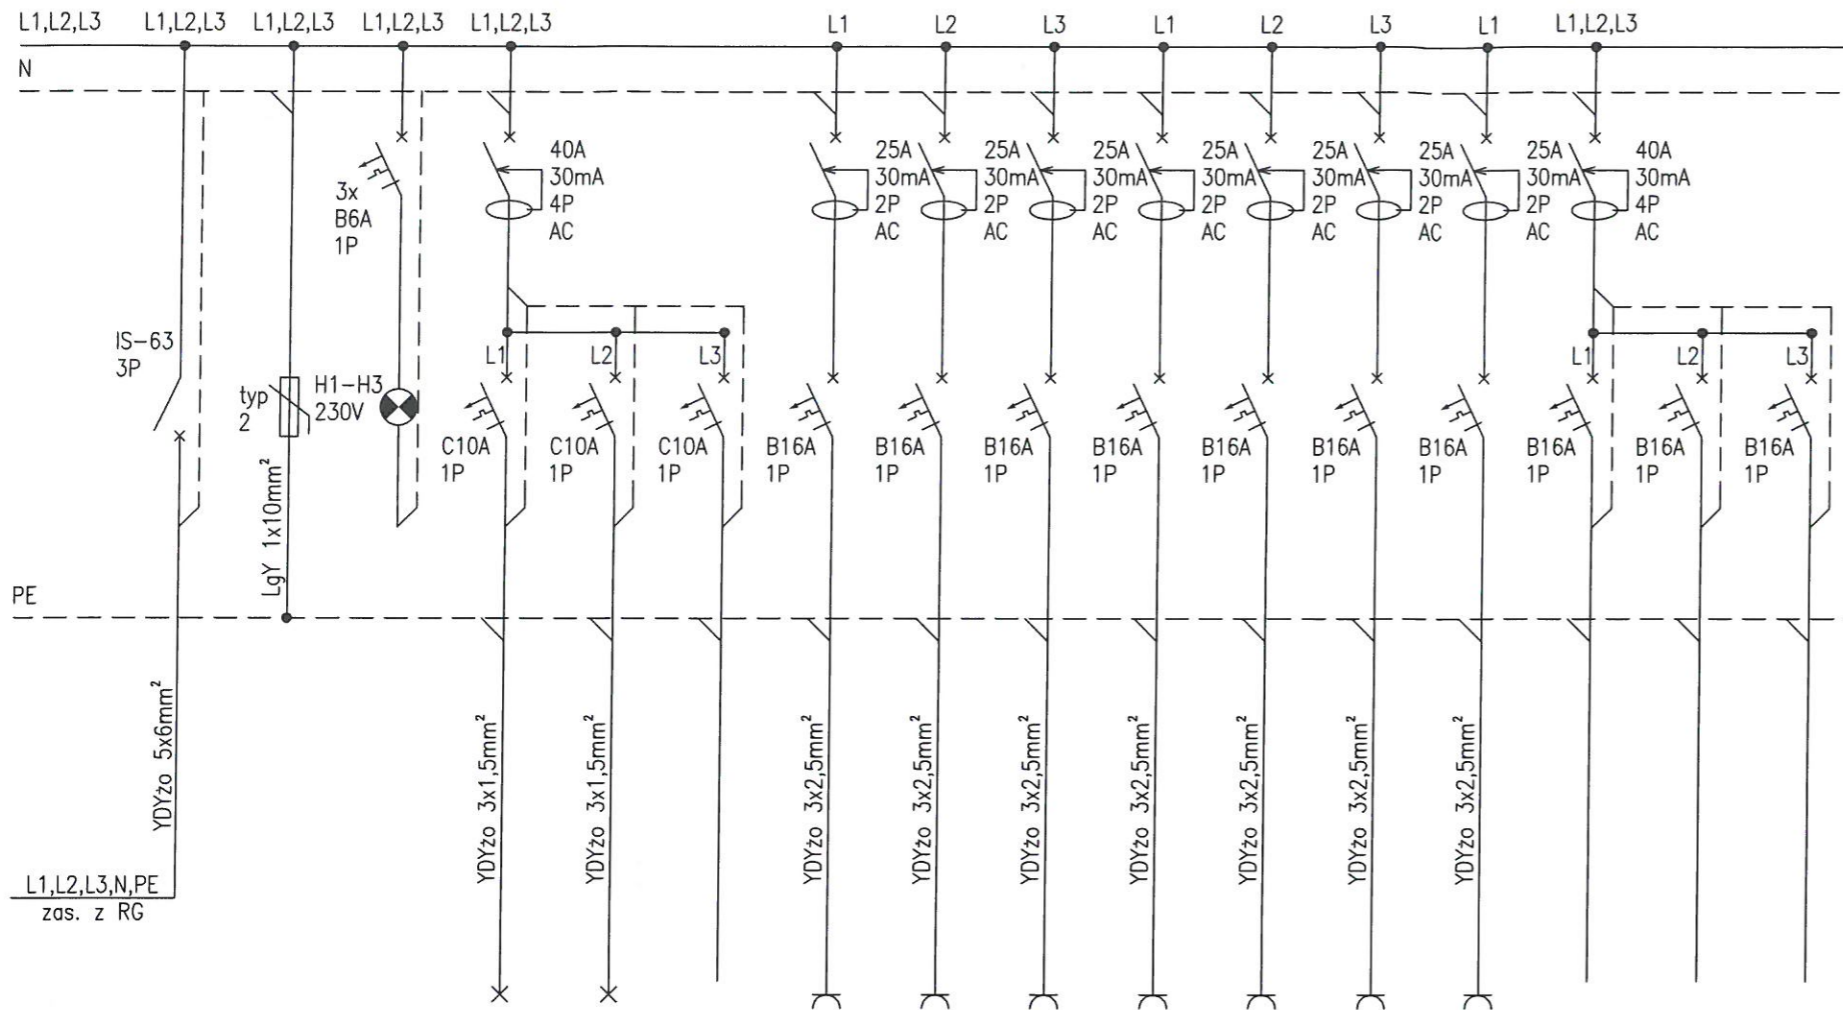 L1,L2,L3 L1,L2,L3 L1,L2,L3 L1,L2,L3 L1,L2,L3 L1 L2 L3 L1 L2 L3 L1 L1,L2,L3
N
40A 25A 25A 25A 25A 25A 25A 25A 40A
30mA 30mA 30mA 30mA 30mA 30mA 30mA 30mA 30mA
4P 2P 2P 2P 2P 2P 2P 2P 4P
AC AC AC AC AC AC AC AC AC
3x
B6A
1P
IS-63
3P
L1 L2 L3 L1 L2 L3
typ
2
H1-H3
230V
C10A C10A C10A B16A B16A B16A B16A B16A B16A B16A B16A B16A B16A
1P 1P 1P 1P 1P 1P 1P 1P 1P 1P 1P 1P 1P
LgY 1x10mm²
PE
YDYżo 5x6mm²
YDYżo 3x1,5mm²
YDYżo 3x1,5mm²
YDYżo 3x2,5mm²
YDYżo 3x2,5mm²
YDYżo 3x2,5mm²
YDYżo 3x2,5mm²
YDYżo 3x2,5mm²
YDYżo 3x2,5mm²
YDYżo 3x2,5mm²
L1,L2,L3,N,PE
zas. z RG